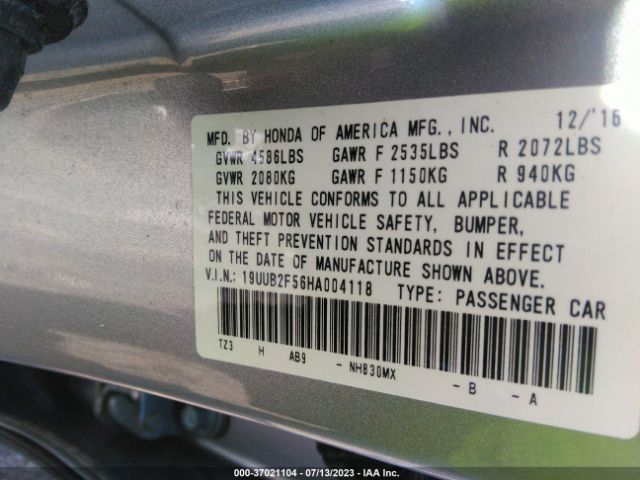 MFD. BY HONDA OF AMERICA MFG., INC. 12/'16
GVWR 4586LBS GAWR F 2535LBS R 2072LBS
GVWR 2080KG GAWR F 1150KG R 940KG
THIS VEHICLE CONFORMS TO ALL APPLICABLE
FEDERAL MOTOR VEHICLE SAFETY, BUMPER,
AND THEFT PREVENTION STANDARDS IN EFFECT
ON THE DATE OF MANUFACTURE SHOWN ABOVE.
V.I.N.: 19UUB2F56HA004118 TYPE: PASSENGER CAR
TZ3 H AB9 - NH830MX - B - A
000-37021104 - 07/13/2023 - IAA Inc.